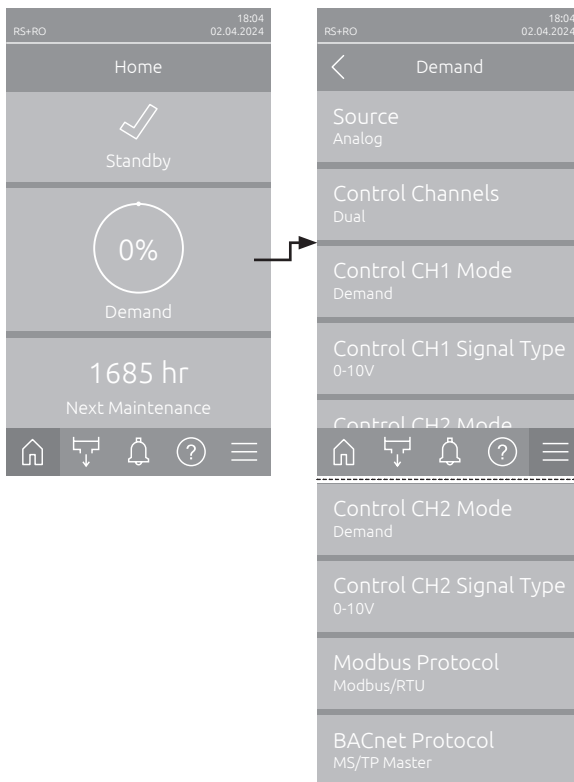 18:04
RS+RO 02.04.2024
Home
Standby
0%
Demand
1685 hr
Next Maintenance
?
18:04
RS+RO 02.04.2024
Demand
Source
Analog
Control Channels
Dual
Control CH1 Mode
Demand
Control CH1 Signal Type
0-10V
Control CH2 Mode
?
Control CH2 Mode
Demand
Control CH2 Signal Type
0-10V
Modbus Protocol
Modbus/RTU
BACnet Protocol
MS/TP Master